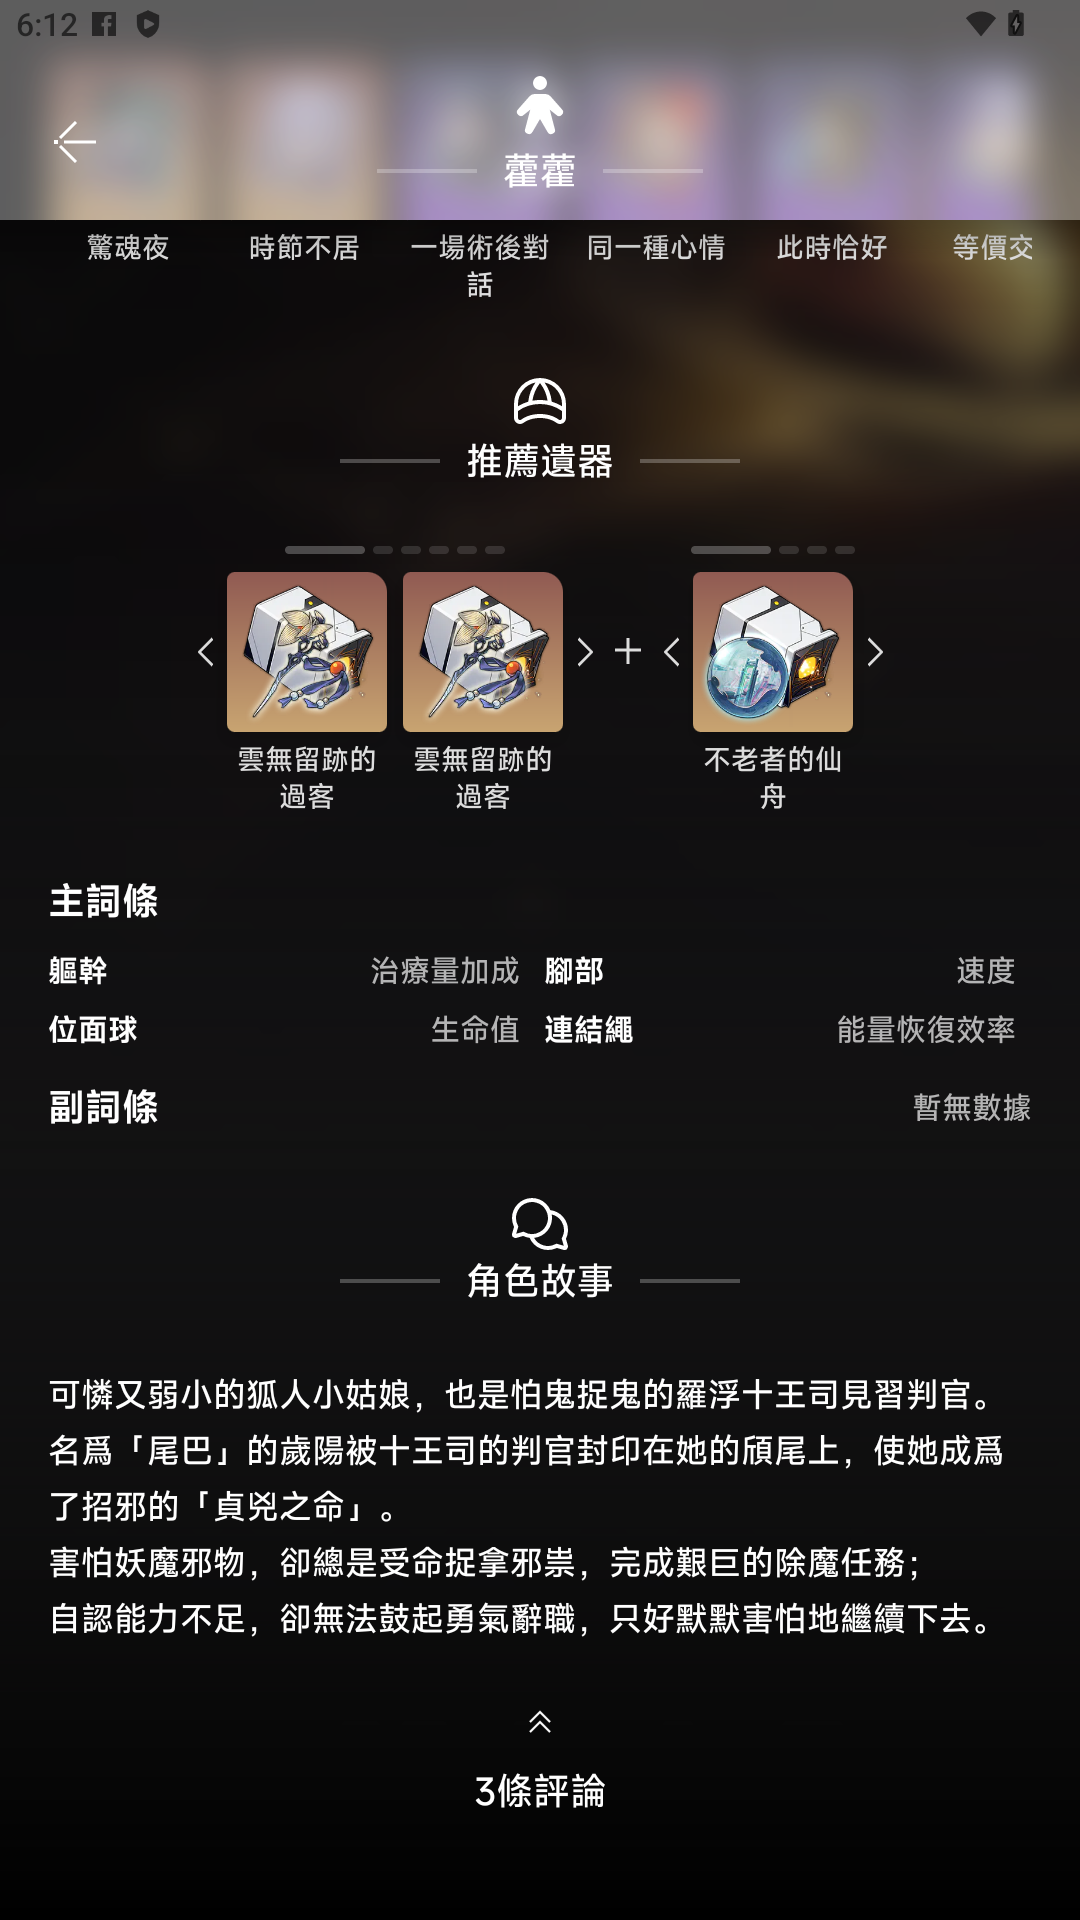 6:12
藿藿
驚魂夜
時節不居
一場術後對
話
同一種心情
此時恰好
等價交
推薦遺器
雲無留跡的
過客
雲無留跡的
過客
不老者的仙
舟
主詞條
軀幹 治療量加成 腳部 速度
位面球 生命值 連結繩 能量恢復效率
副詞條 暫無數據
角色故事
可憐又弱小的狐人小姑娘，也是怕鬼捉鬼的羅浮十王司見習判官。
名爲「尾巴」的歲陽被十王司的判官封印在她的頎尾上，使她成爲
了招邪的「貞兇之命」。
害怕妖魔邪物，卻總是受命捉拿邪祟，完成艱巨的除魔任務；
自認能力不足，卻無法鼓起勇氣辭職，只好默默害怕地繼續下去。
3條評論